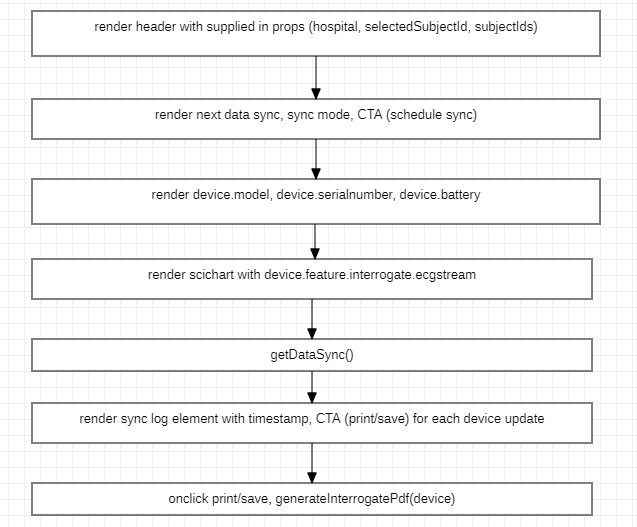 render header with supplied in props (hospital, selectedSubjectId, subjectIds)
render next data sync, sync mode, CTA (schedule sync)
render device.model, device.serialnumber, device.battery
render scichart with device.feature.interrogate.ecgstream
getDataSync()
render sync log element with timestamp, CTA (print/save) for each device update
onclick print/save, generateInterrogatePdf(device)